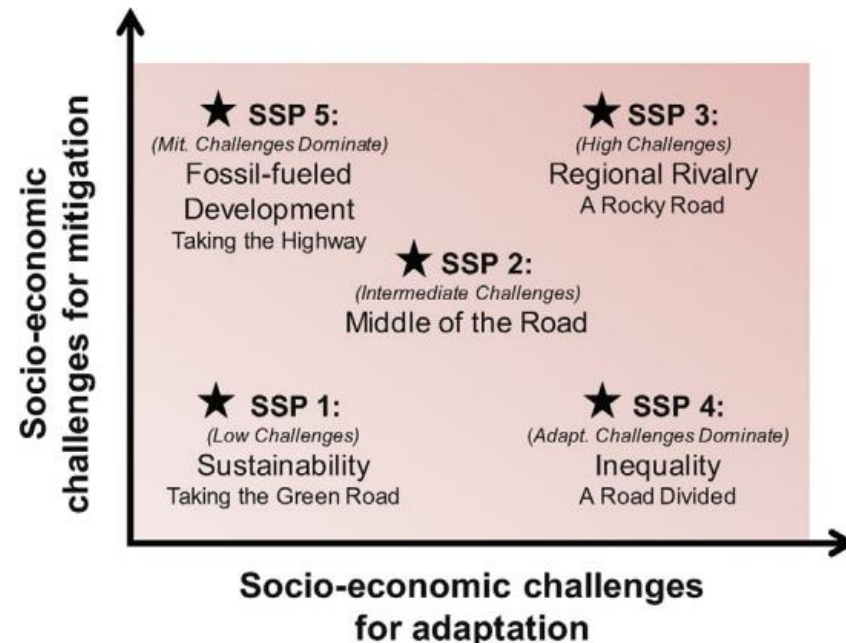 Socio-economic
challenges for mitigation
★ SSP 5:
(Mit. Challenges Dominate)
Fossil-fueled
Development
Taking the Highway
★ SSP 3:
(High Challenges)
Regional Rivalry
A Rocky Road
★ SSP 2:
(Intermediate Challenges)
Middle of the Road
★ SSP 1:
(Low Challenges)
Sustainability
Taking the Green Road
★ SSP 4:
(Adapt. Challenges Dominate)
Inequality
A Road Divided
Socio-economic challenges
for adaptation